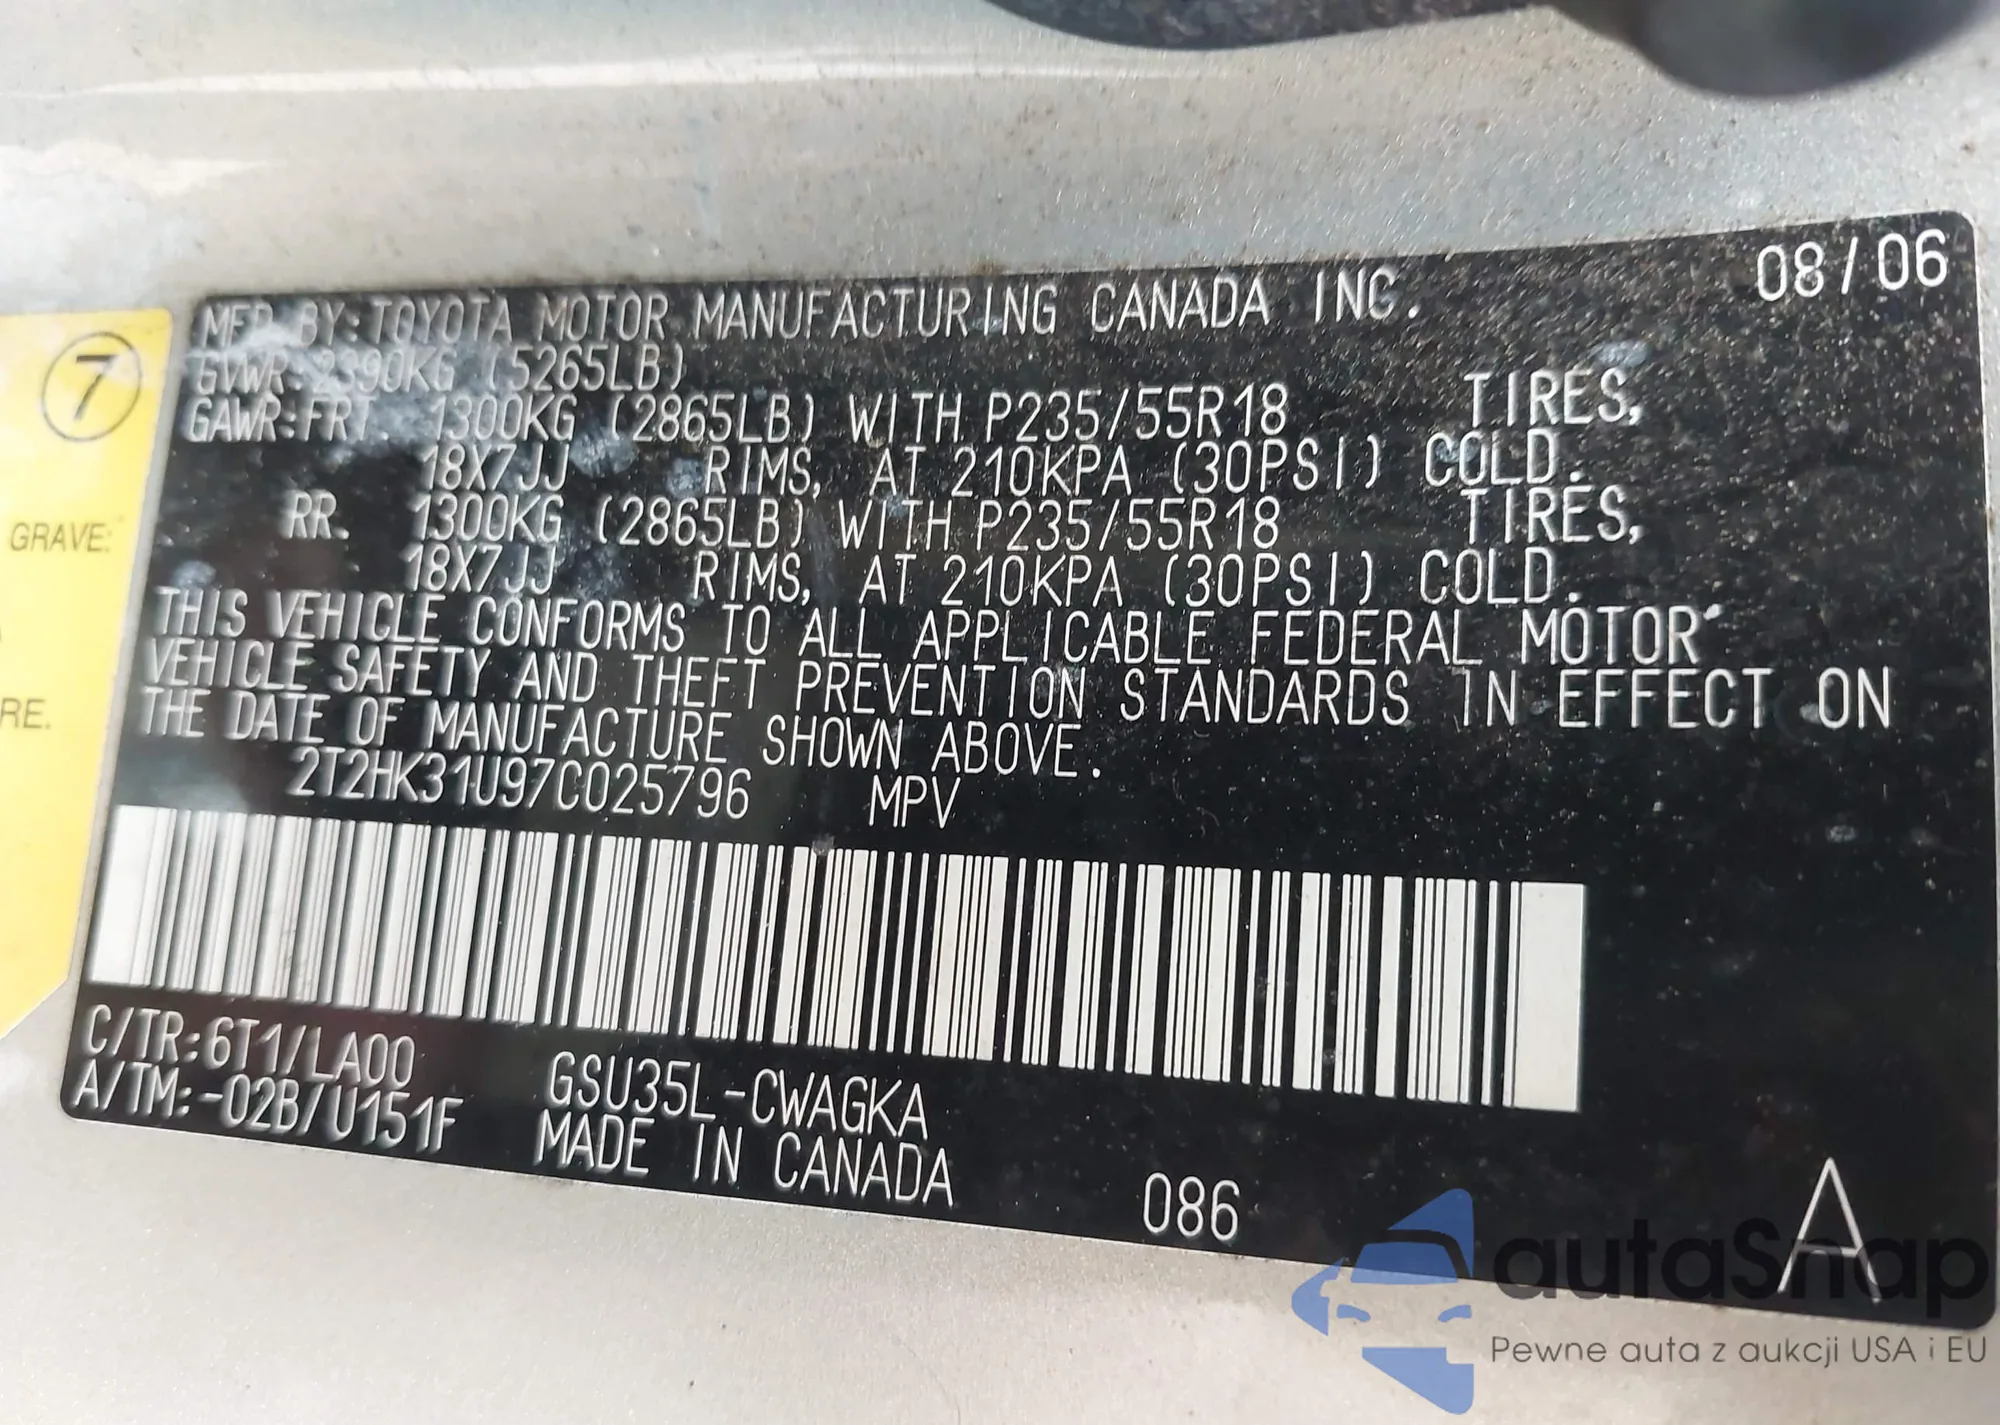 08/06
MFD BY:TOYOTA MOTOR MANUFACTURING CANADA INC.
GVWR:2390KG (5265LB)
GAWR:FRT 1300KG (2865LB) WITH P235/55R18 TIRES,
18X7JJ RIMS, AT 210KPA (30PSI) COLD.
RR. 1300KG (2865LB) WITH P235/55R18 TIRES,
18X7JJ RIMS, AT 210KPA (30PSI) COLD.
THIS VEHICLE CONFORMS TO ALL APPLICABLE FEDERAL MOTOR
VEHICLE SAFETY AND THEFT PREVENTION STANDARDS IN EFFECT ON
THE DATE OF MANUFACTURE SHOWN ABOVE.
2T2HK31U97C025796 MPV
C/TR:6T1/LA00
A/TM:-02B/U151F
GSU35L-CWAGKA
MADE IN CANADA
086
A
7
GRAVE:
RE.
autaSnap
Pewne auta z aukcji USA i EU